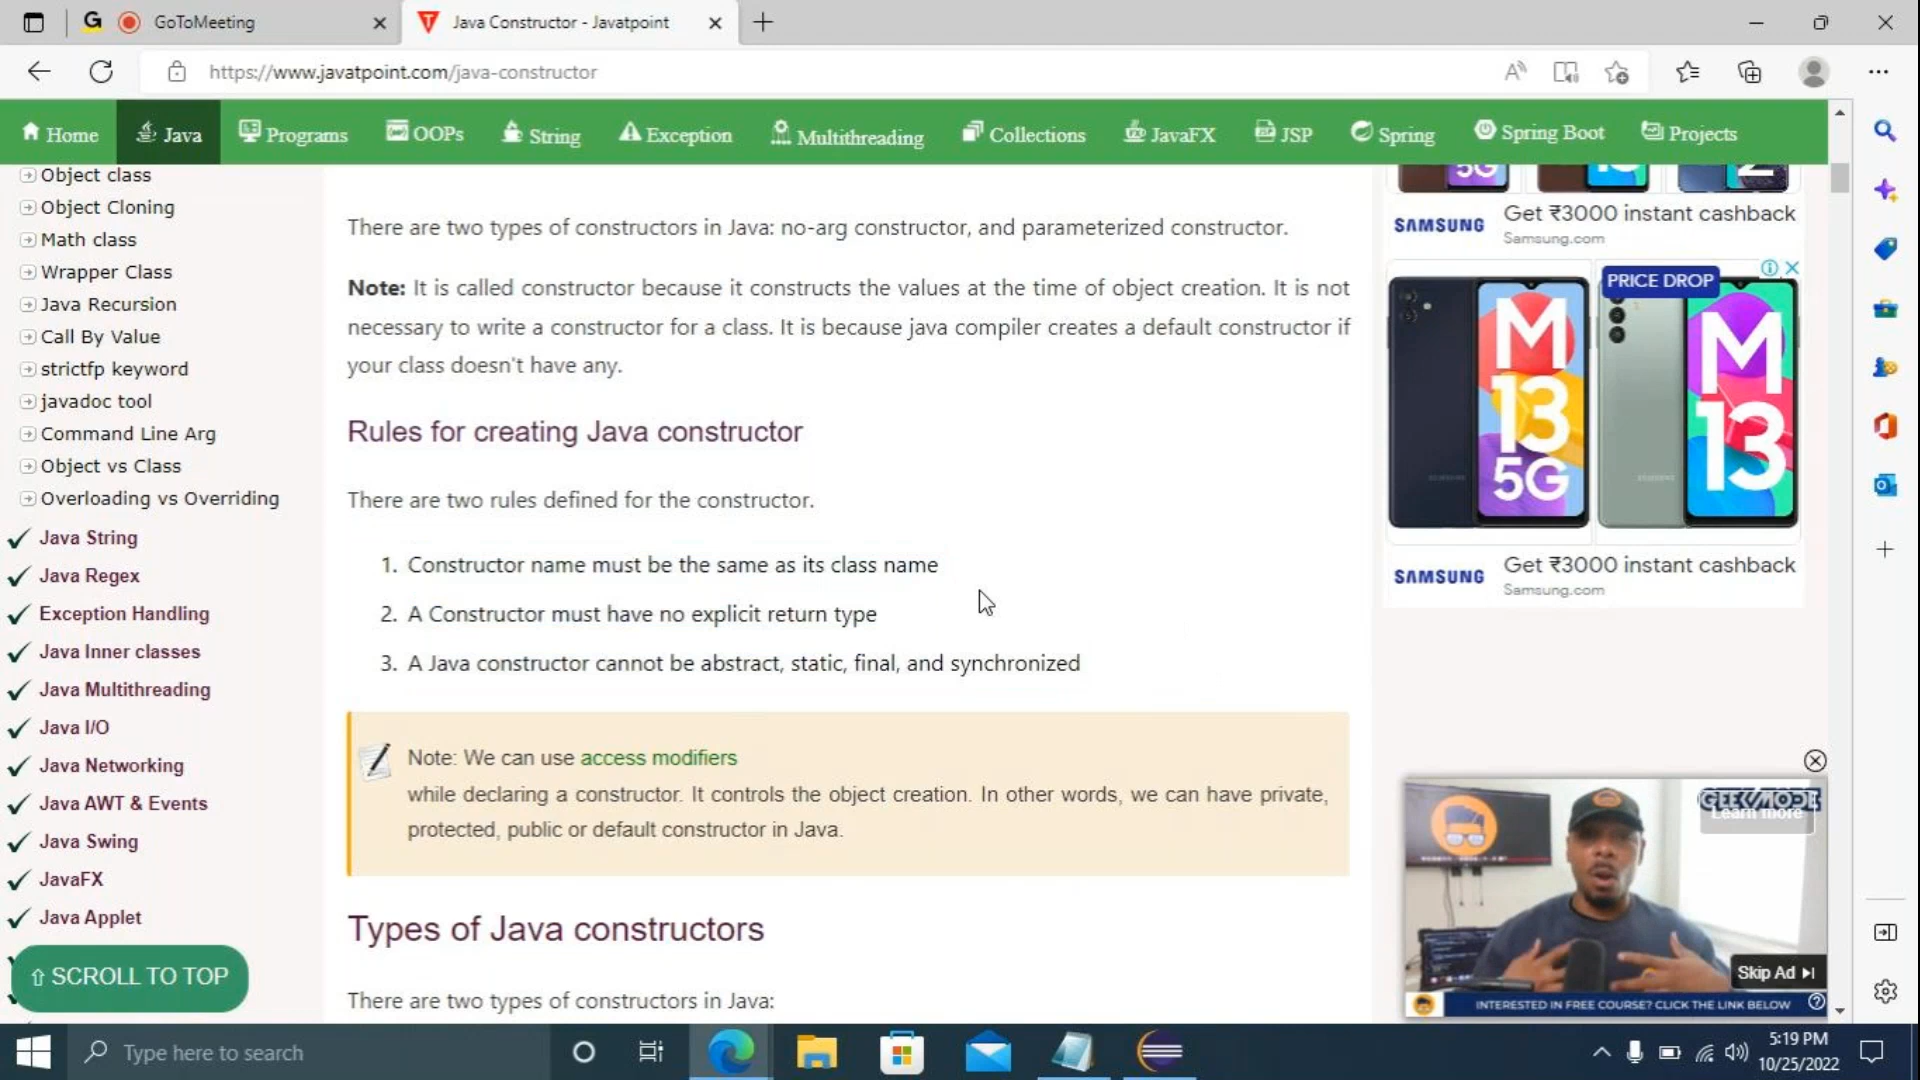 GoToMeeting
Java Constructor - Javatpoint
https://www.javatpoint.com/java-constructor
Home
Java
Programs
OOPs
String
Exception
Multithreading
Collections
JavaFX
JSP
Spring
Spring Boot
Projects
Object class
Object Cloning
Math class
Wrapper Class
Java Recursion
Call By Value
strictfp keyword
javadoc tool
Command Line Arg
Object vs Class
Overloading vs Overriding
Java String
Java Regex
Exception Handling
Java Inner classes
Java Multithreading
Java I/O
Java Networking
Java AWT & Events
Java Swing
JavaFX
Java Applet
⇧ SCROLL TO TOP
There are two types of constructors in Java: no-arg constructor, and parameterized constructor.
Note: It is called constructor because it constructs the values at the time of object creation. It is not
necessary to write a constructor for a class. It is because java compiler creates a default constructor if
your class doesn't have any.
Rules for creating Java constructor
There are two rules defined for the constructor.
1. Constructor name must be the same as its class name
2. A Constructor must have no explicit return type
3. A Java constructor cannot be abstract, static, final, and synchronized
Note: We can use access modifiers
while declaring a constructor. It controls the object creation. In other words, we can have private,
protected, public or default constructor in Java.
Types of Java constructors
There are two types of constructors in Java:
5G
SAMSUNG
Get ₹3000 instant cashback
Samsung.com
PRICE DROP
M
13
5G
M
13
SAMSUNG
Get ₹3000 instant cashback
Samsung.com
GEEKMODE
Learn more
Skip Ad
INTERESTED IN FREE COURSE? CLICK THE LINK BELOW
Type here to search
5:19 PM
10/25/2022